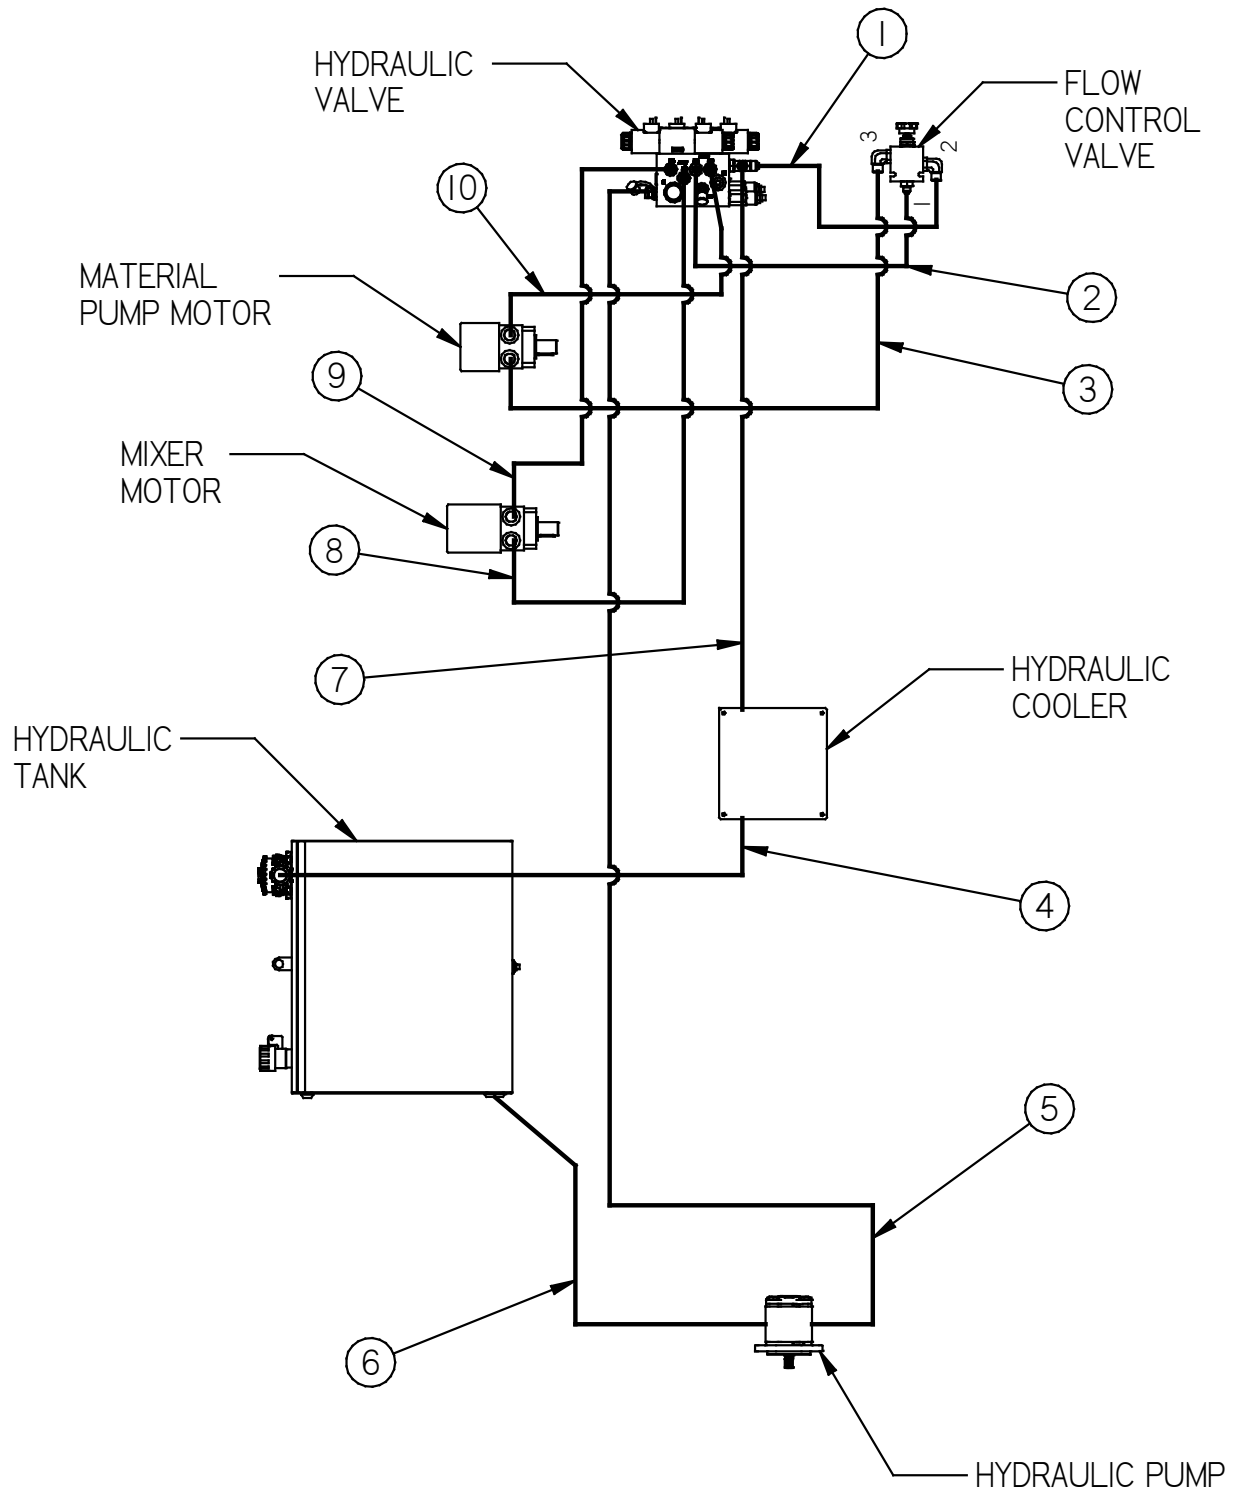 1
HYDRAULIC
VALVE
FLOW
CONTROL
VALVE
3
2
1
10
MATERIAL
PUMP MOTOR
2
9
3
MIXER
MOTOR
8
7
HYDRAULIC
COOLER
HYDRAULIC
TANK
4
5
6
HYDRAULIC PUMP